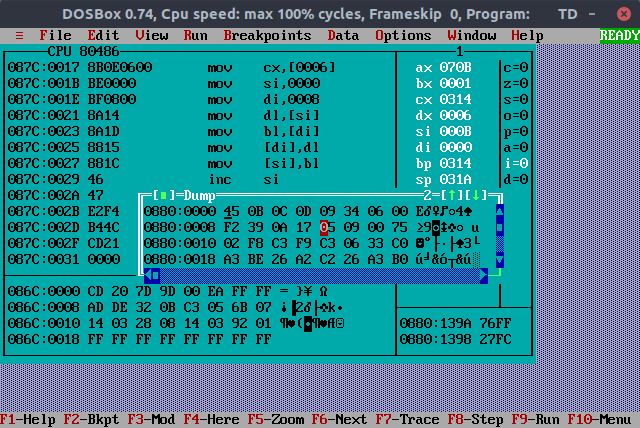 DOSBox 0.74, Cpu speed: max 100% cycles, Frameskip 0, Program: TD
≡ File Edit View Run Breakpoints Data Options Window Help READY
CPU 80486 1
087C:0017 8B0E0600 mov cx,[0006] ax 070B c=0
087C:001B BE0000 mov si,0000 bx 0001 z=0
087C:001E BF0800 mov di,0008 cx 0314 s=0
087C:0021 8A14 mov dl,[si] dx 0006 o=0
087C:0023 8A1D mov bl,[di] si 000B p=0
087C:0025 8815 mov [di],dl di 0000 a=0
087C:0027 881C mov [si],bl bp 0314 i=0
087C:0029 46 inc si sp 031A d=0
087C:002A 47
087C:002B E2F4
087C:002D B44C
087C:002F CD21
087C:0031 0000
[■]=Dump 2=[↑][↓]
0880:0000 45 0B 0C 0D 09 34 06 00 E♂♀♪○4♠
0880:0008 F2 39 0A 17 05 09 00 75 ≥9◙↨♣○ u
0880:0010 02 F8 C3 F9 C3 06 33 C0 ☻°├∙├♠3└
0880:0018 A3 BE 26 A2 C2 26 A3 B0 ú╛&ó┬&ú░
086C:0000 CD 20 7D 9D 00 EA FF FF = }¥ Ω
086C:0008 AD DE 32 0B C3 05 6B 07 ¡▐2♂├♣k•
086C:0010 14 03 28 08 14 03 92 01 ¶♥(◘¶♥Æ☺
086C:0018 FF FF FF FF FF FF FF FF
0880:139A 76FF
0880:1398 27FC
F1-Help F2-Bkpt F3-Mod F4-Here F5-Zoom F6-Next F7-Trace F8-Step F9-Run F10-Menu